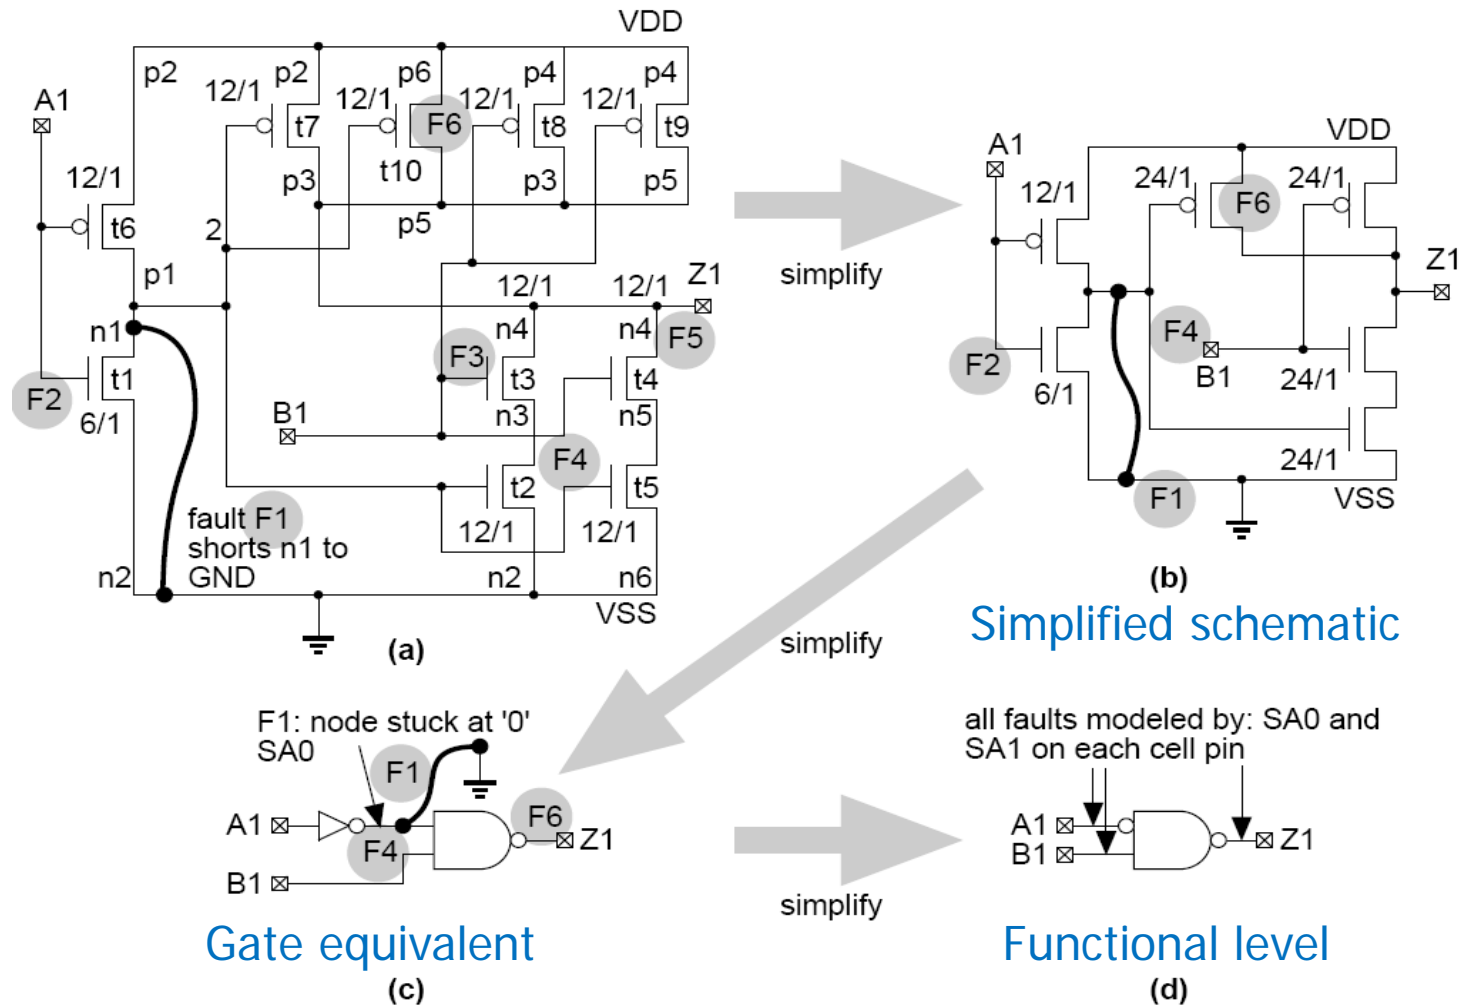 VDD
p2 p2 p6 p4 p4
12/1 12/1 12/1 12/1
A1
t7 F6 t8 t9
t10
12/1 p3 p3 p5
t6 2 p5
p1
12/1 12/1 Z1
n1 n4 n4 F5
F3
t1 t3 t4
F2
6/1 B1 n3 n5
F4
t2 t5
fault F1
shorts n1 to
GND
12/1 12/1
n2 n2 n6
VSS
(a)
simplify
VDD
A1
12/1 24/1 24/1
F6
Z1
F4
F2 B1
6/1 24/1
24/1
F1 VSS
(b)
Simplified schematic
simplify
F1: node stuck at '0'
SA0
F1
A1 F6
Z1
F4
B1
Gate equivalent
(c)
simplify
all faults modeled by: SA0 and
SA1 on each cell pin
A1
Z1
B1
Functional level
(d)